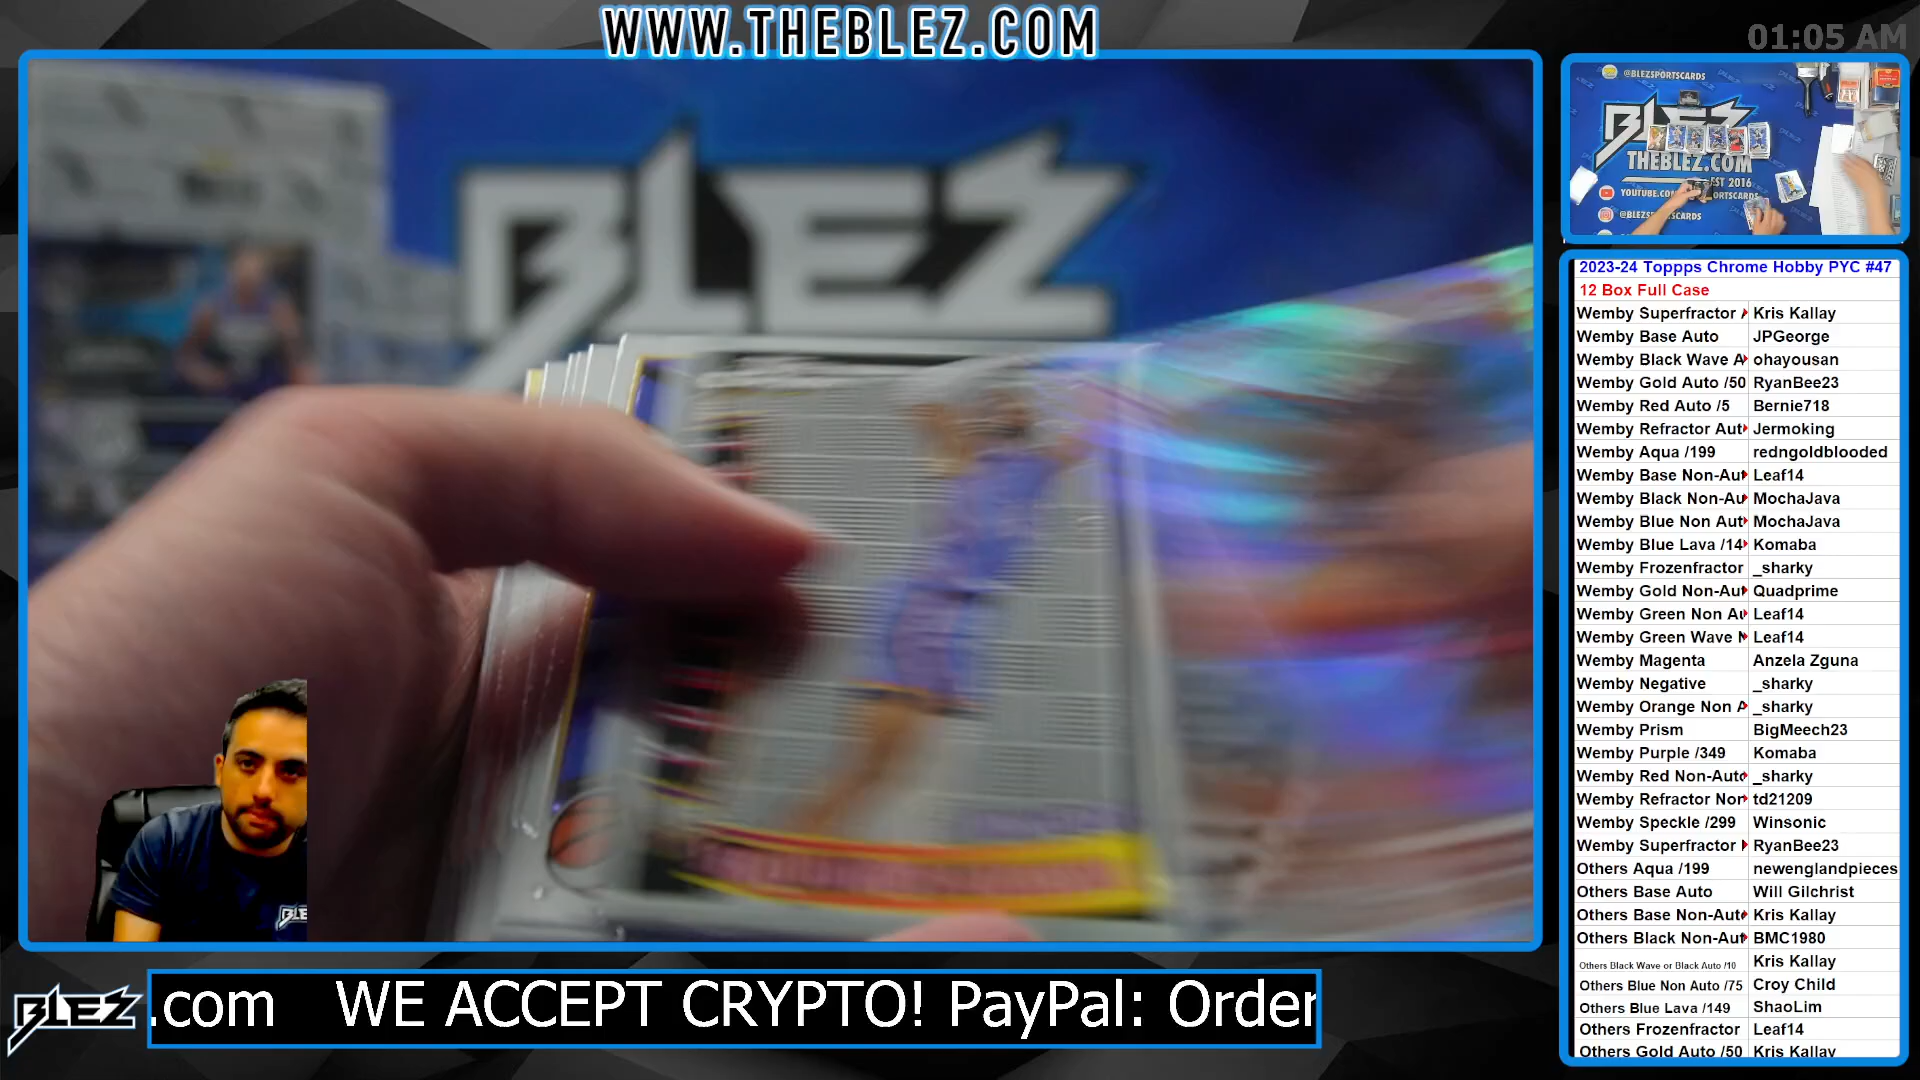 WWW.THEBLEZ.COM
01:05 AM
BLEZ
@BLEZSPORTSCARDS
BLEZ
THEBLEZ.COM
EST 2016
YOUTUBE.COM
ORTSCARDS
@BLEZSPORTSCARDS
2023-24 Toppps Chrome Hobby PYC #47
12 Box Full Case
Wemby Superfractor A Kris Kallay
Wemby Base Auto JPGeorge
Wemby Black Wave A ohayousan
Wemby Gold Auto /50 RyanBee23
Wemby Red Auto /5 Bernie718
Wemby Refractor Aut Jermoking
Wemby Aqua /199 redngoldblooded
Wemby Base Non-Aut Leaf14
Wemby Black Non-Au MochaJava
Wemby Blue Non Aut MochaJava
Wemby Blue Lava /14 Komaba
Wemby Frozenfractor _sharky
Wemby Gold Non-Aut Quadprime
Wemby Green Non Au Leaf14
Wemby Green Wave N Leaf14
Wemby Magenta Anzela Zguna
Wemby Negative _sharky
Wemby Orange Non A _sharky
Wemby Prism BigMeech23
Wemby Purple /349 Komaba
Wemby Red Non-Auto _sharky
Wemby Refractor Non td21209
Wemby Speckle /299 Winsonic
Wemby Superfractor RyanBee23
Others Aqua /199 newenglandpieces
Others Base Auto Will Gilchrist
Others Base Non-Auto Kris Kallay
Others Black Non-Aut BMC1980
Others Black Wave or Black Auto /10 Kris Kallay
Others Blue Non Auto /75 Croy Child
Others Blue Lava /149 ShaoLim
Others Frozenfractor Leaf14
Others Gold Auto /50 Kris Kallay
BLEZ
BLEZ
.com WE ACCEPT CRYPTO! PayPal: Order